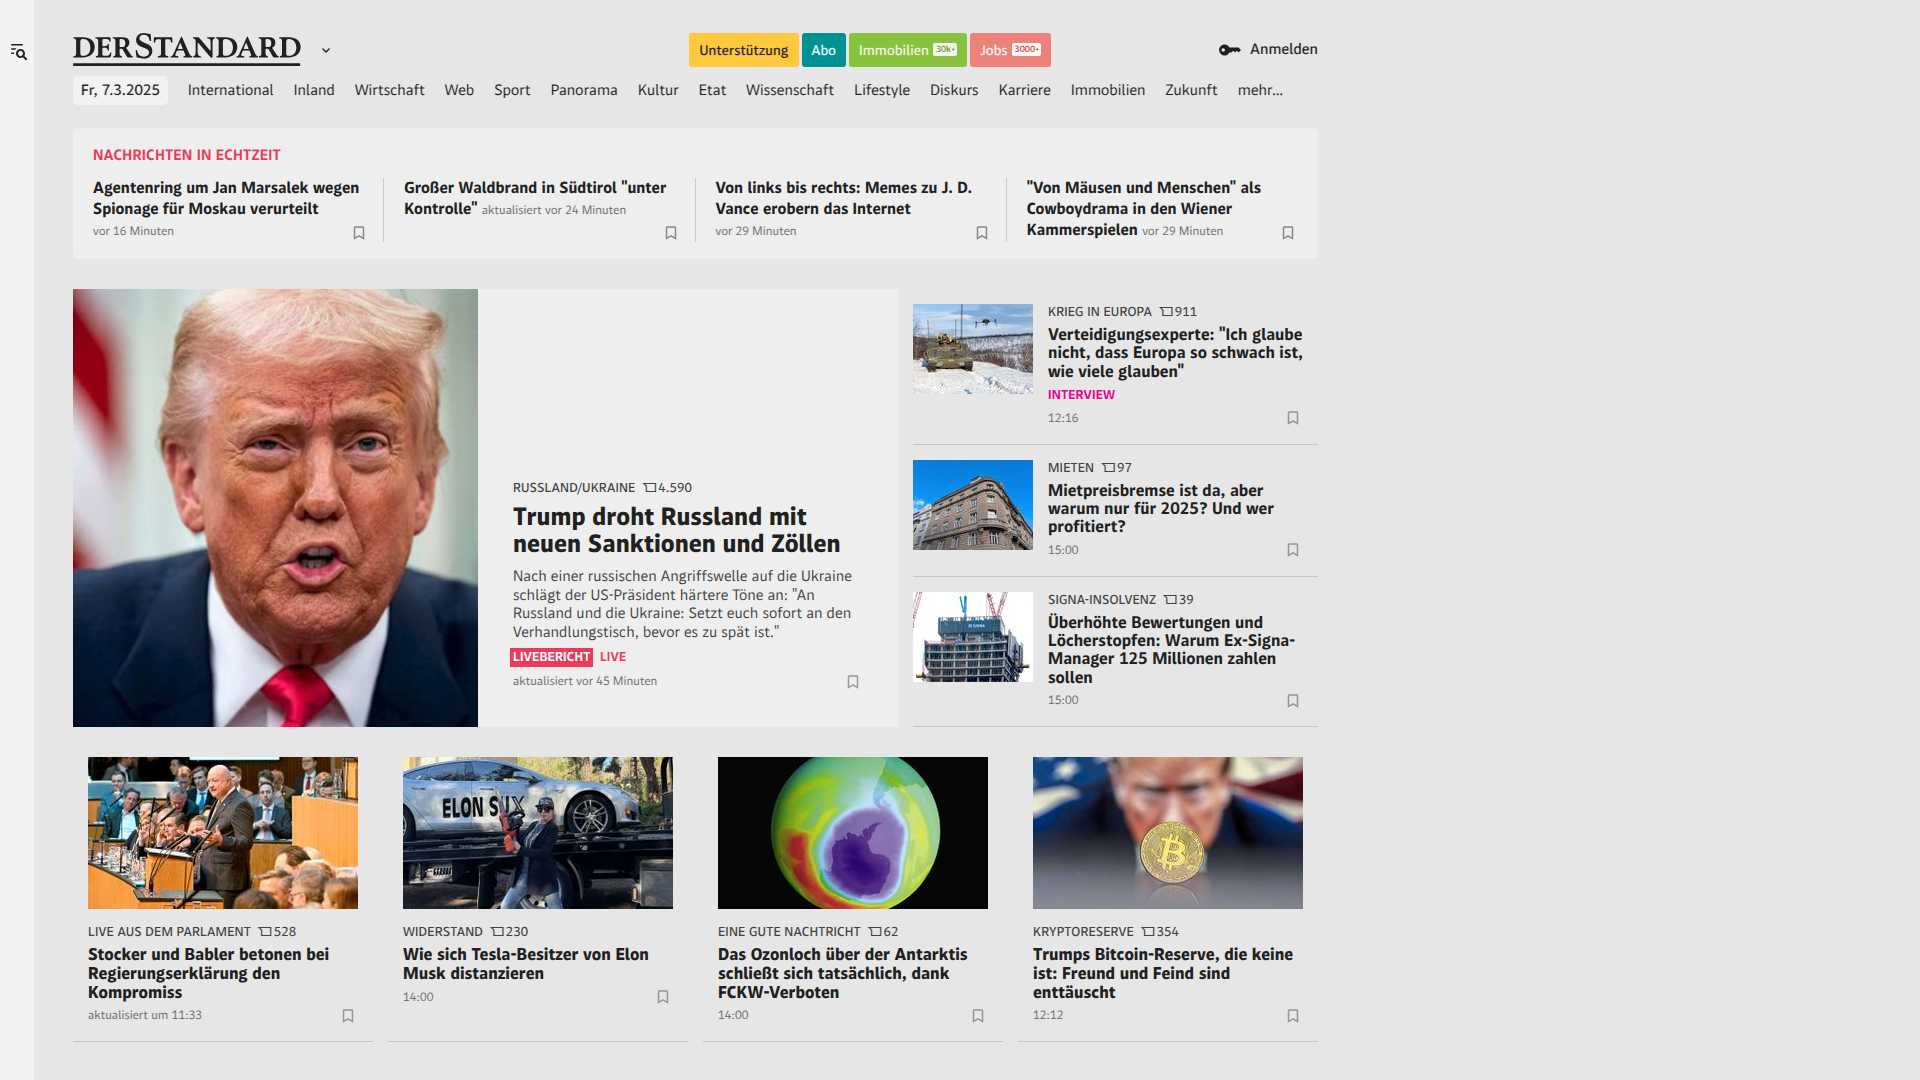 DERSTANDARD
Unterstützung
Abo
Immobilien 30k+
Jobs 3000+
Anmelden
Fr, 7.3.2025
International
Inland
Wirtschaft
Web
Sport
Panorama
Kultur
Etat
Wissenschaft
Lifestyle
Diskurs
Karriere
Immobilien
Zukunft
mehr...
NACHRICHTEN IN ECHTZEIT
Agentenring um Jan Marsalek wegen
Spionage für Moskau verurteilt
vor 16 Minuten
Großer Waldbrand in Südtirol "unter
Kontrolle" aktualisiert vor 24 Minuten
Von links bis rechts: Memes zu J. D.
Vance erobern das Internet
vor 29 Minuten
"Von Mäusen und Menschen" als
Cowboydrama in den Wiener
Kammerspielen vor 29 Minuten
RUSSLAND/UKRAINE 4.590
Trump droht Russland mit
neuen Sanktionen und Zöllen
Nach einer russischen Angriffswelle auf die Ukraine
schlägt der US-Präsident härtere Töne an: "An
Russland und die Ukraine: Setzt euch sofort an den
Verhandlungstisch, bevor es zu spät ist."
LIVEBERICHT LIVE
aktualisiert vor 45 Minuten
KRIEG IN EUROPA 911
Verteidigungsexperte: "Ich glaube
nicht, dass Europa so schwach ist,
wie viele glauben"
INTERVIEW
12:16
MIETEN 97
Mietpreisbremse ist da, aber
warum nur für 2025? Und wer
profitiert?
15:00
SIGNA
SIGNA-INSOLVENZ 39
Überhöhte Bewertungen und
Löcherstopfen: Warum Ex-Signa-
Manager 125 Millionen zahlen
sollen
15:00
LIVE AUS DEM PARLAMENT 528
Stocker und Babler betonen bei
Regierungserklärung den
Kompromiss
aktualisiert um 11:33
ELON SUX
WIDERSTAND 230
Wie sich Tesla-Besitzer von Elon
Musk distanzieren
14:00
EINE GUTE NACHRICHT 62
Das Ozonloch über der Antarktis
schließt sich tatsächlich, dank
FCKW-Verboten
14:00
KRYPTORESERVE 354
Trumps Bitcoin-Reserve, die keine
ist: Freund und Feind sind
enttäuscht
12:12